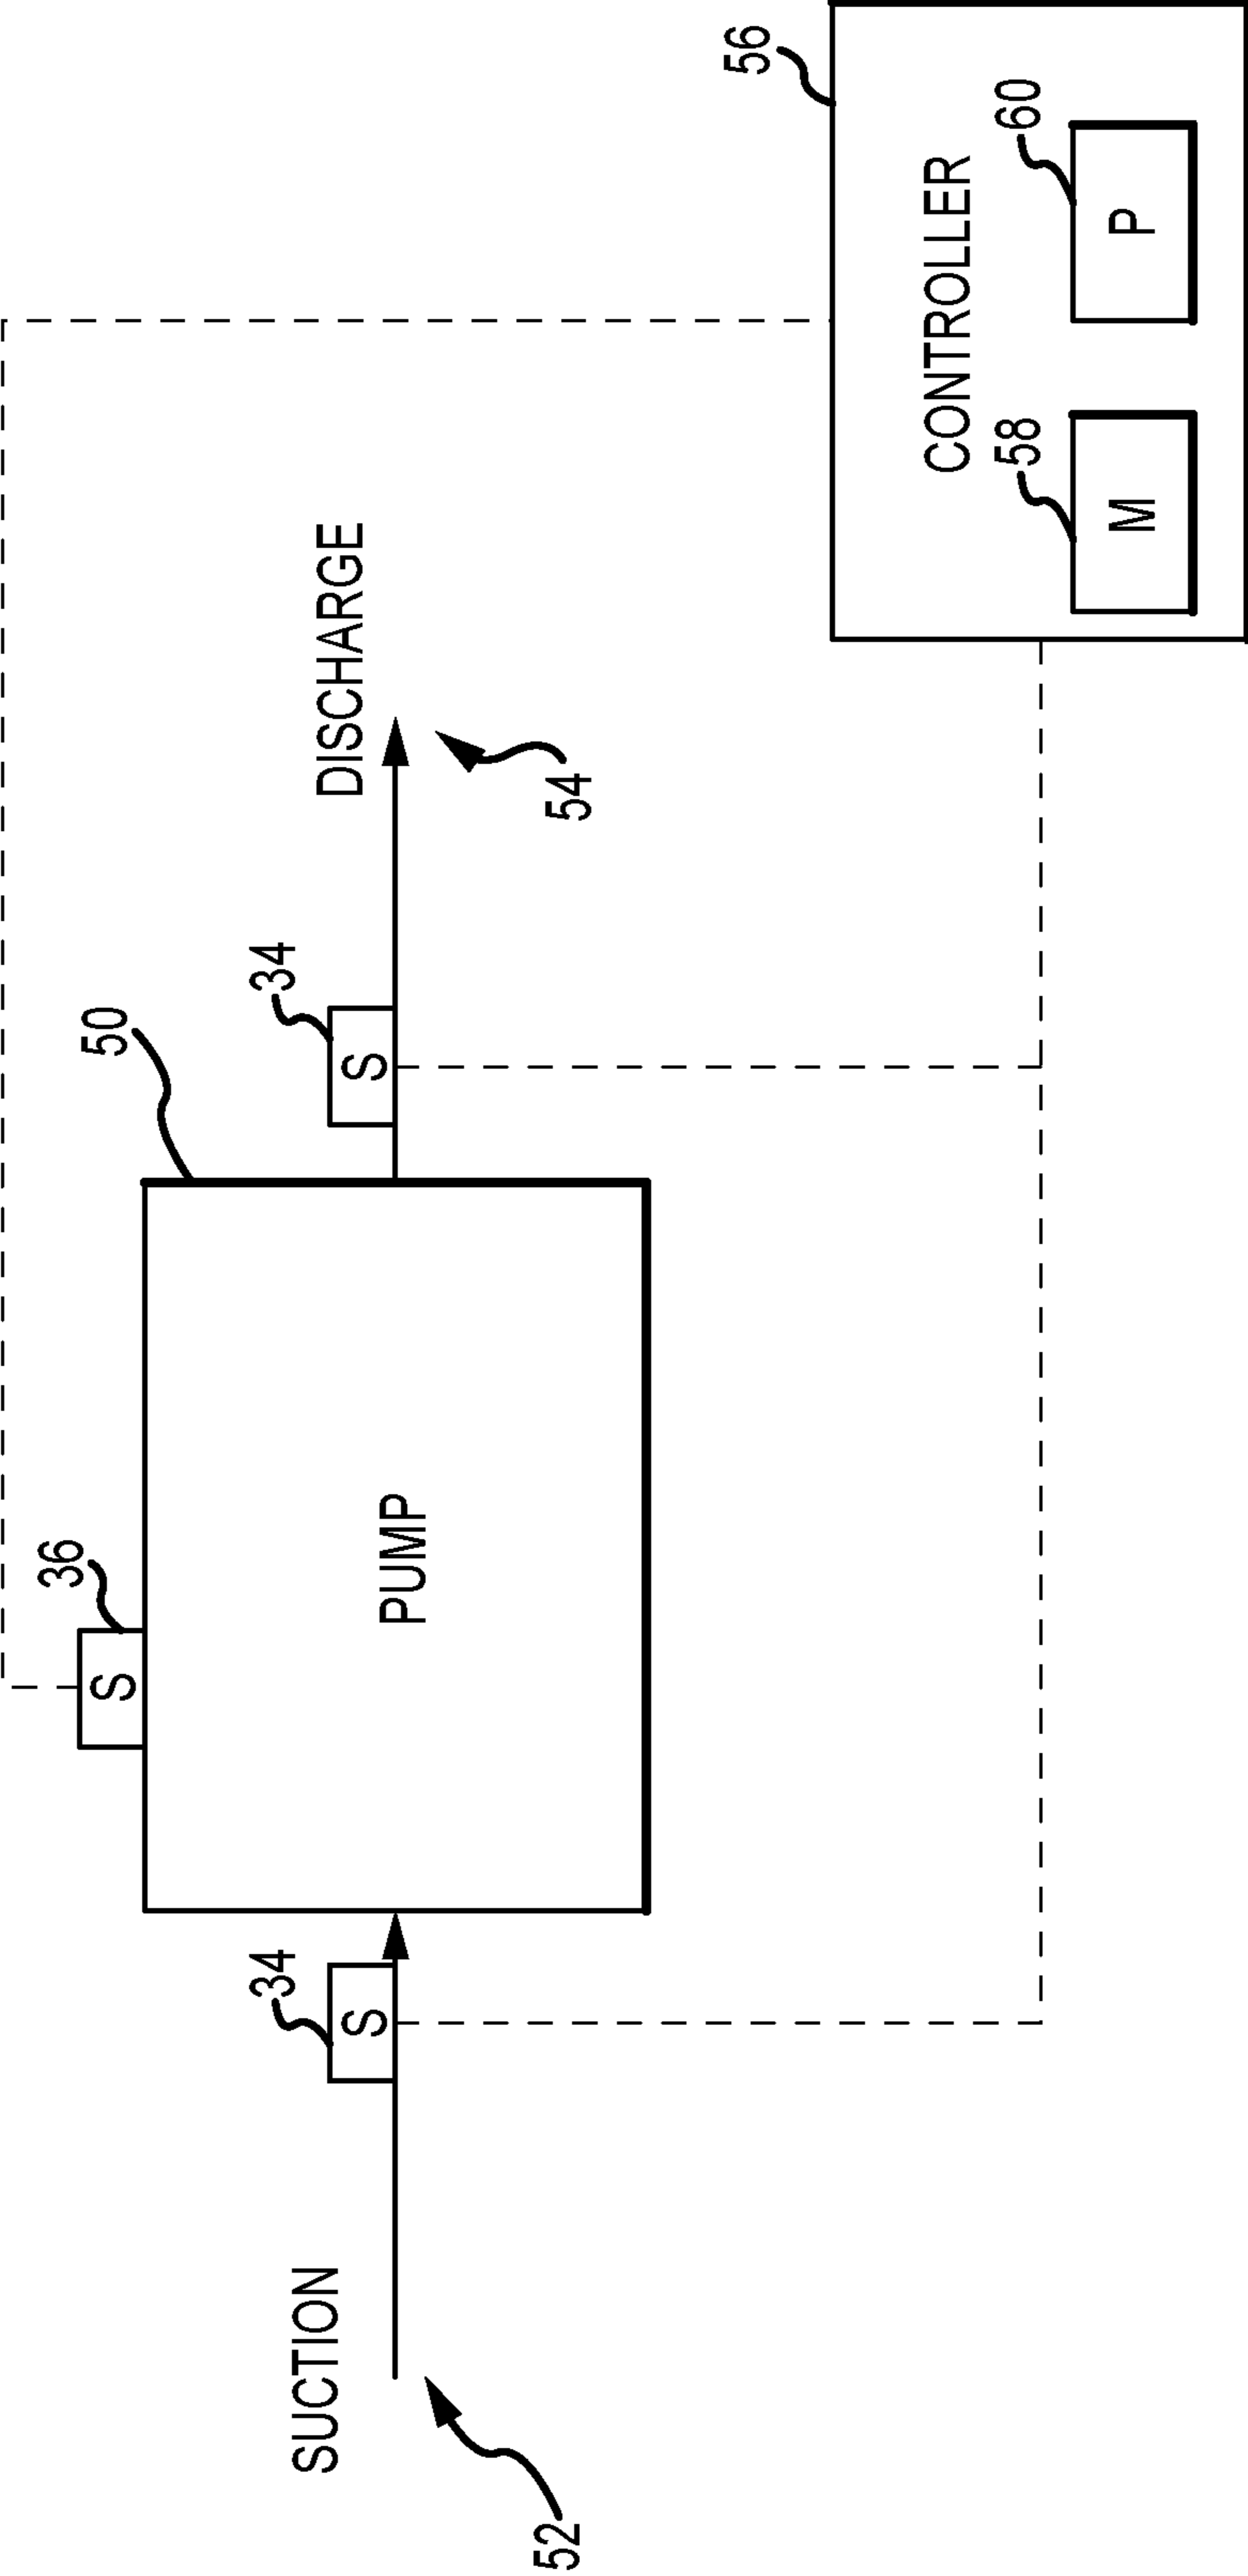 36
50
S
34
34
SUCTION
DISCHARGE
S
S
PUMP
52
54
56
CONTROLLER
58
60
M
P